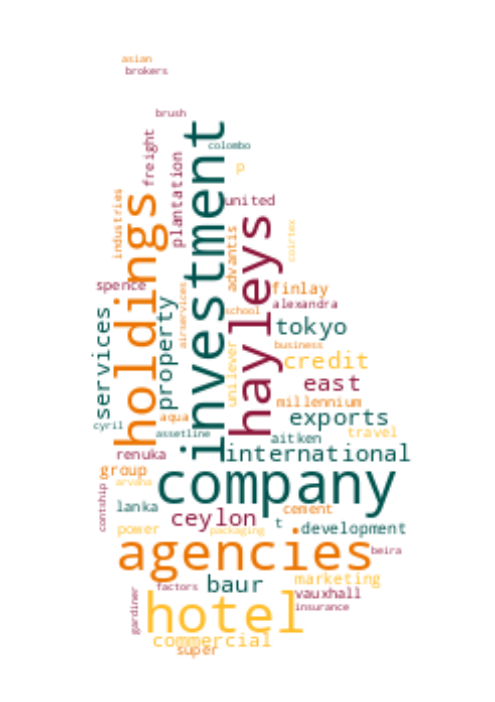 asian
brokers
brush
investment
colombo
freight
plantation
p
industries
holdings
united
hayleys
advantis
coirtex
spence
finlay
airservices
property
alexandra
services
school
tokyo
business
unilever
credit
east
millennium
aqua
exports
cyril
assetline
aitken
travel
renuka
international
group
arvana
company
contship
lanka
ceylon
cement
t
power
packaging
development
agencies
beira
baur
marketing
factors
vauxhall
gardiner
hotel
insurance
commercial
super